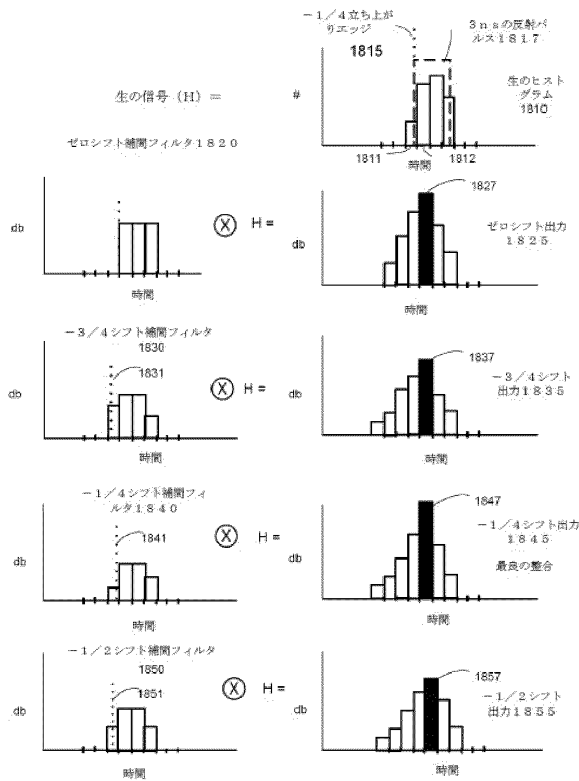 －１／４立ち上が
りエッジ
1815
３ｎｓの反射パ
ルス１８１７
生の信号（H）＝
#
生のヒスト
グラム
1810
ゼロシフト補間フィルタ１８２０
1811
時間
1812
db
時間
X
H =
db
1827
ゼロシフト出力
１８２５
時間
－３／４シフト補間フィルタ
1830
1831
db
時間
X
H =
db
1837
－３／４シフト
出力１８３５
時間
－１／４シフト補間フィ
ルタ１８４０
1841
db
時間
X
H =
db
1847
－１／４シフト出力
１８４５
最良の整合
時間
－１／２シフト補間フィルタ
1850
1851
db
時間
X
H =
db
1857
－１／２シフト
出力１８５５
時間